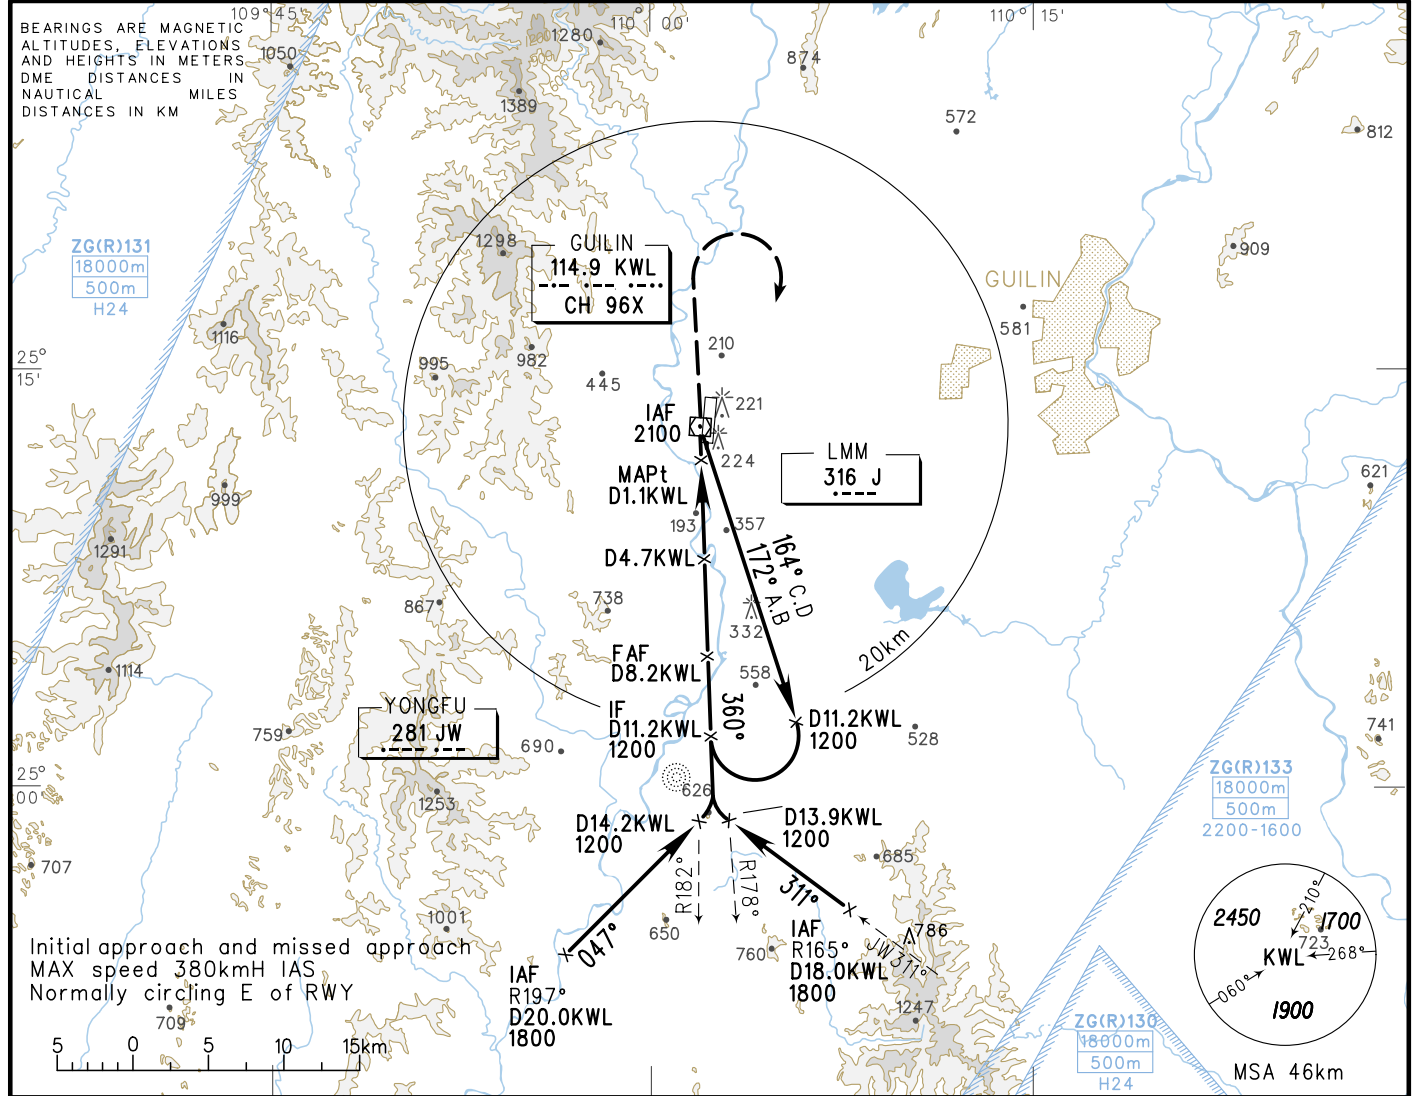 BEARINGS ARE MAGNETIC
ALTITUDES, ELEVATIONS
AND HEIGHTS IN METERS
DME DISTANCES IN
NAUTICAL MILES
DISTANCES IN KM
109° 45'
110° 00'
110° 15'
1050
1280
1200
900
1389
874
572
812
ZG(R)131
18000m
500m
H24
1298
GUILIN
114.9 KWL
CH 96X
GUILIN
909
581
1116
25°
15'
995
982
445
210
IAF
2100
221
224
MAPt
D1.1KWL
LMM
316 J
621
999
193
357
1291
D4.7KWL
164° C.D
172° A.B
867
738
332
20km
FAF
D8.2KWL
1114
558
IF
D11.2KWL
1200
360°
D11.2KWL
1200
YONGFU
281 JW
759
690
528
741
25°
00'
626
1253
ZG(R)133
18000m
500m
2200-1600
D14.2KWL
1200
D13.9KWL
1200
707
685
R182°
R178°
311°
1001
047°
650
760
786
JW311°
IAF
R165°
D18.0KWL
1800
IAF
R197°
D20.0KWL
1800
1247
Initial approach and missed approach
MAX speed 380kmH IAS
Normally circling E of RWY
709
5 0 5 10 15km
ZG(R)130
18000m
500m
H24
2450
210°
1700
723
KWL
268°
060°
1900
MSA 46km